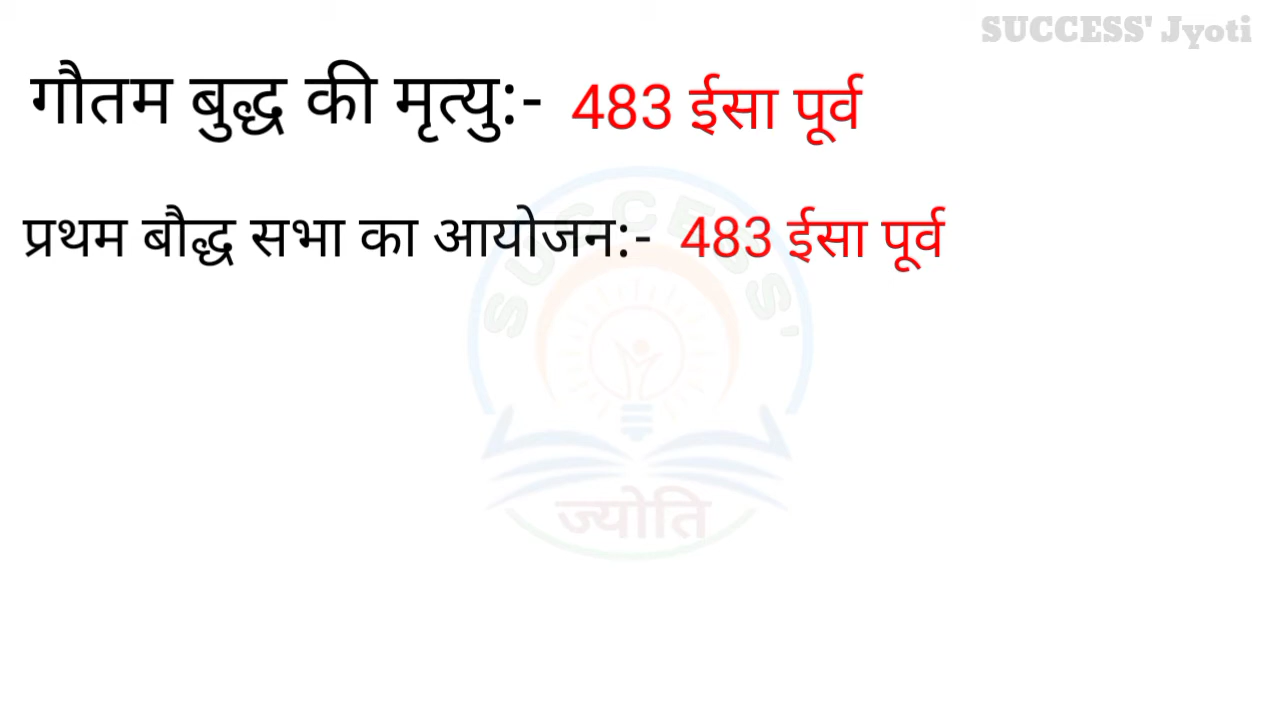 SUCCESS' Jyoti
गौतम बुद्ध की मृत्यु:- 483 ईसा पूर्व
प्रथम बौद्ध सभा का आयोजन:- 483 ईसा पूर्व
SUCCESS'
ज्योति